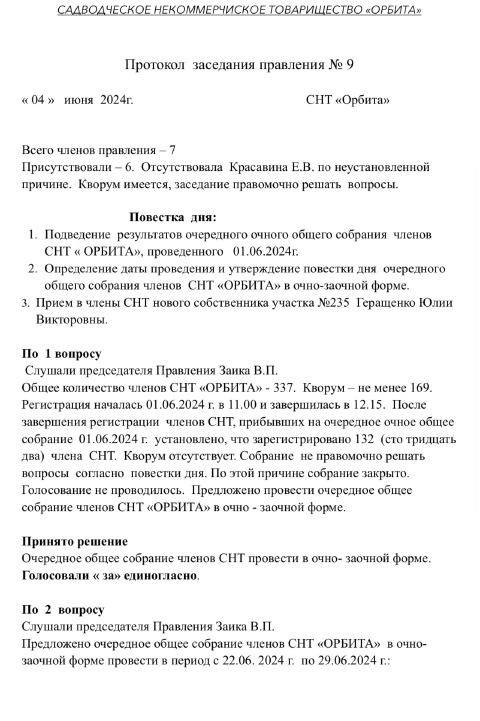 САДВОДЧЕСКОЕ НЕКОММЕРЧИСКОЕ ТОВАРИЩЕСТВО «ОРБИТА»
Протокол заседания правления № 9
« 04 » июня 2024г. СНТ «Орбита»
Всего членов правления – 7
Присутствовали – 6. Отсутствовала Красавина Е.В. по неустановленной
причине. Кворум имеется, заседание правомочно решать вопросы.
Повестка дня:
1. Подведение результатов очередного очного общего собрания членов
СНТ « ОРБИТА», проведенного 01.06.2024г.
2. Определение даты проведения и утверждение повестки дня очередного
общего собрания членов СНТ «ОРБИТА» в очно-заочной форме.
3. Прием в члены СНТ нового собственника участка №235 Геращенко Юлии
Викторовны.
По 1 вопросу
Слушали председателя Правления Заика В.П.
Общее количество членов СНТ «ОРБИТА» - 337. Кворум – не менее 169.
Регистрация началась 01.06.2024 г. в 11.00 и завершилась в 12.15. После
завершения регистрации членов СНТ, прибывших на очередное очное общее
собрание 01.06.2024 г. установлено, что зарегистрировано 132 (сто тридцать
два) члена СНТ. Кворум отсутствует. Собрание не правомочно решать
вопросы согласно повестки дня. По этой причине собрание закрыто.
Голосование не проводилось. Предложено провести очередное общее
собрание членов СНТ «ОРБИТА» в очно - заочной форме.
Принято решение
Очередное общее собрание членов СНТ провести в очно- заочной форме.
Голосовали « за» единогласно.
По 2 вопросу
Слушали председателя Правления Заика В.П.
Предложено очередное общее собрание членов СНТ «ОРБИТА» в очно-
заочной форме провести в период с 22.06. 2024 г. по 29.06.2024 г.: